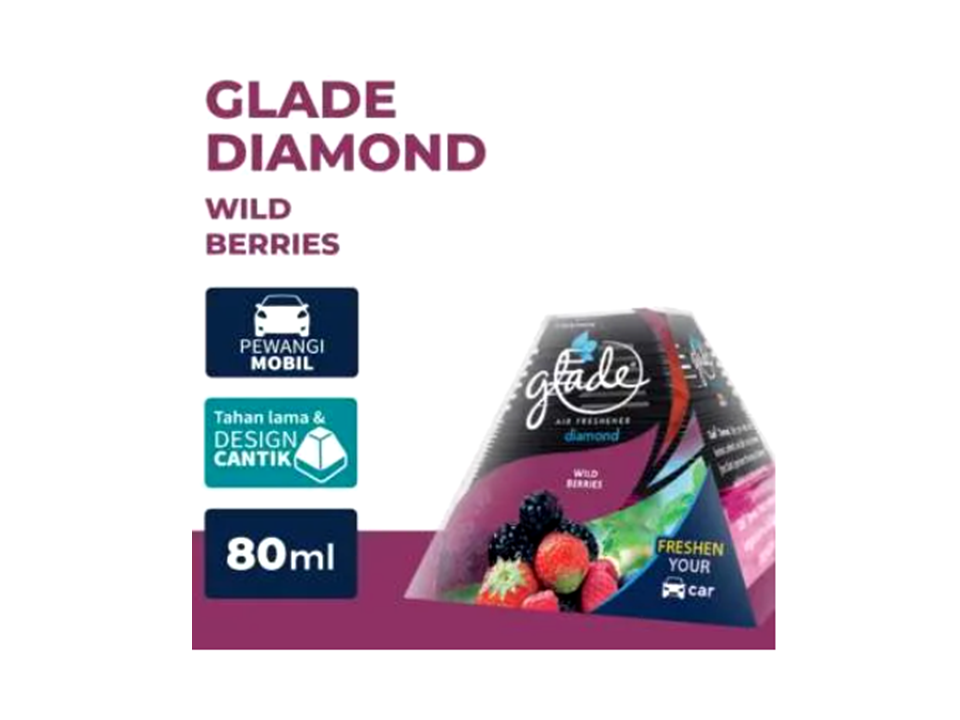 GLADE
DIAMOND
WILD
BERRIES
PEWANGI
MOBIL
Tahan lama &
DESIGN
CANTIK
80ml
glade
AIR FRESHENER
diamond
WILD
BERRIES
FRESHEN
YOUR
car